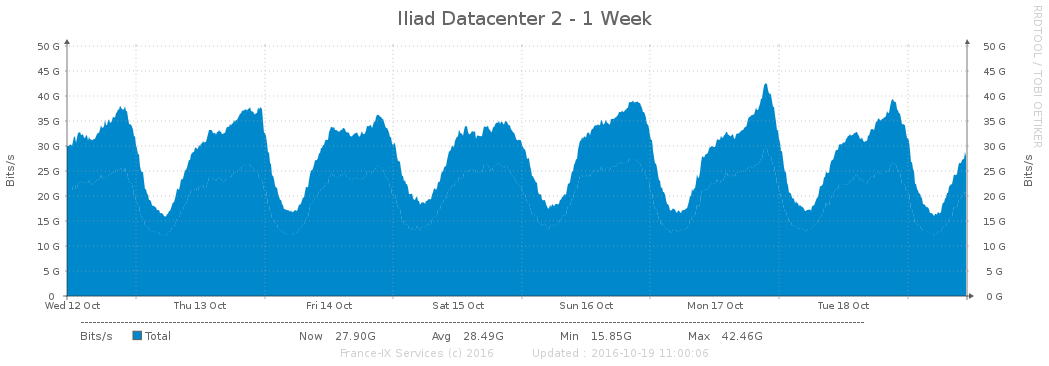 Iliad Datacenter 2 - 1 Week
RRDTOOL / TOBI OETIKER
Bits/s
50 G 50 G
45 G 45 G
40 G 40 G
35 G 35 G
30 G 30 G
25 G 25 G
20 G 20 G
15 G 15 G
10 G 10 G
5 G 5 G
0 0 G
Bits/s
Wed 12 Oct Thu 13 Oct Fri 14 Oct Sat 15 Oct Sun 16 Oct Mon 17 Oct Tue 18 Oct
Bits/s Total Now 27.90G Avg 28.49G Min 15.85G Max 42.46G
France-IX Services (c) 2016 Updated : 2016-10-19 11:00:06